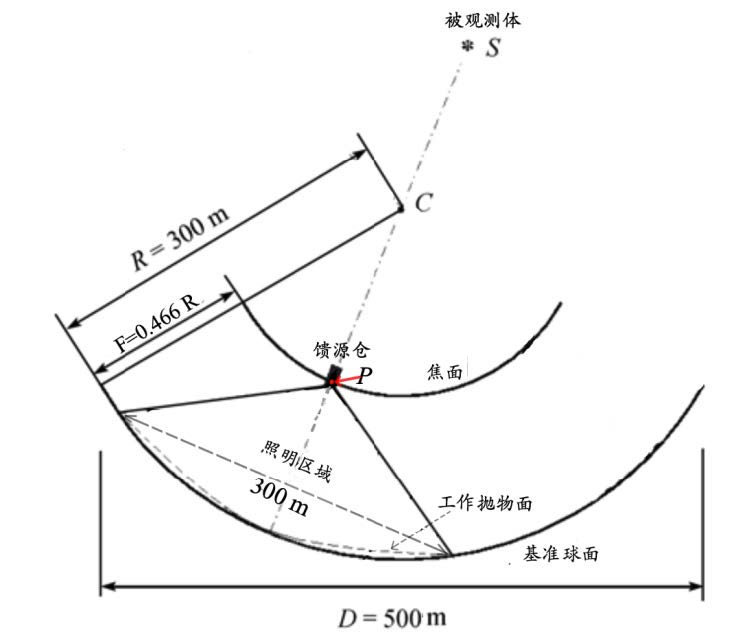 被观测体
* S
C
R = 300 m
F=0.466 R
馈源仓
P
焦面
照明区域
300 m
工作抛物面
基准球面
D = 500 m